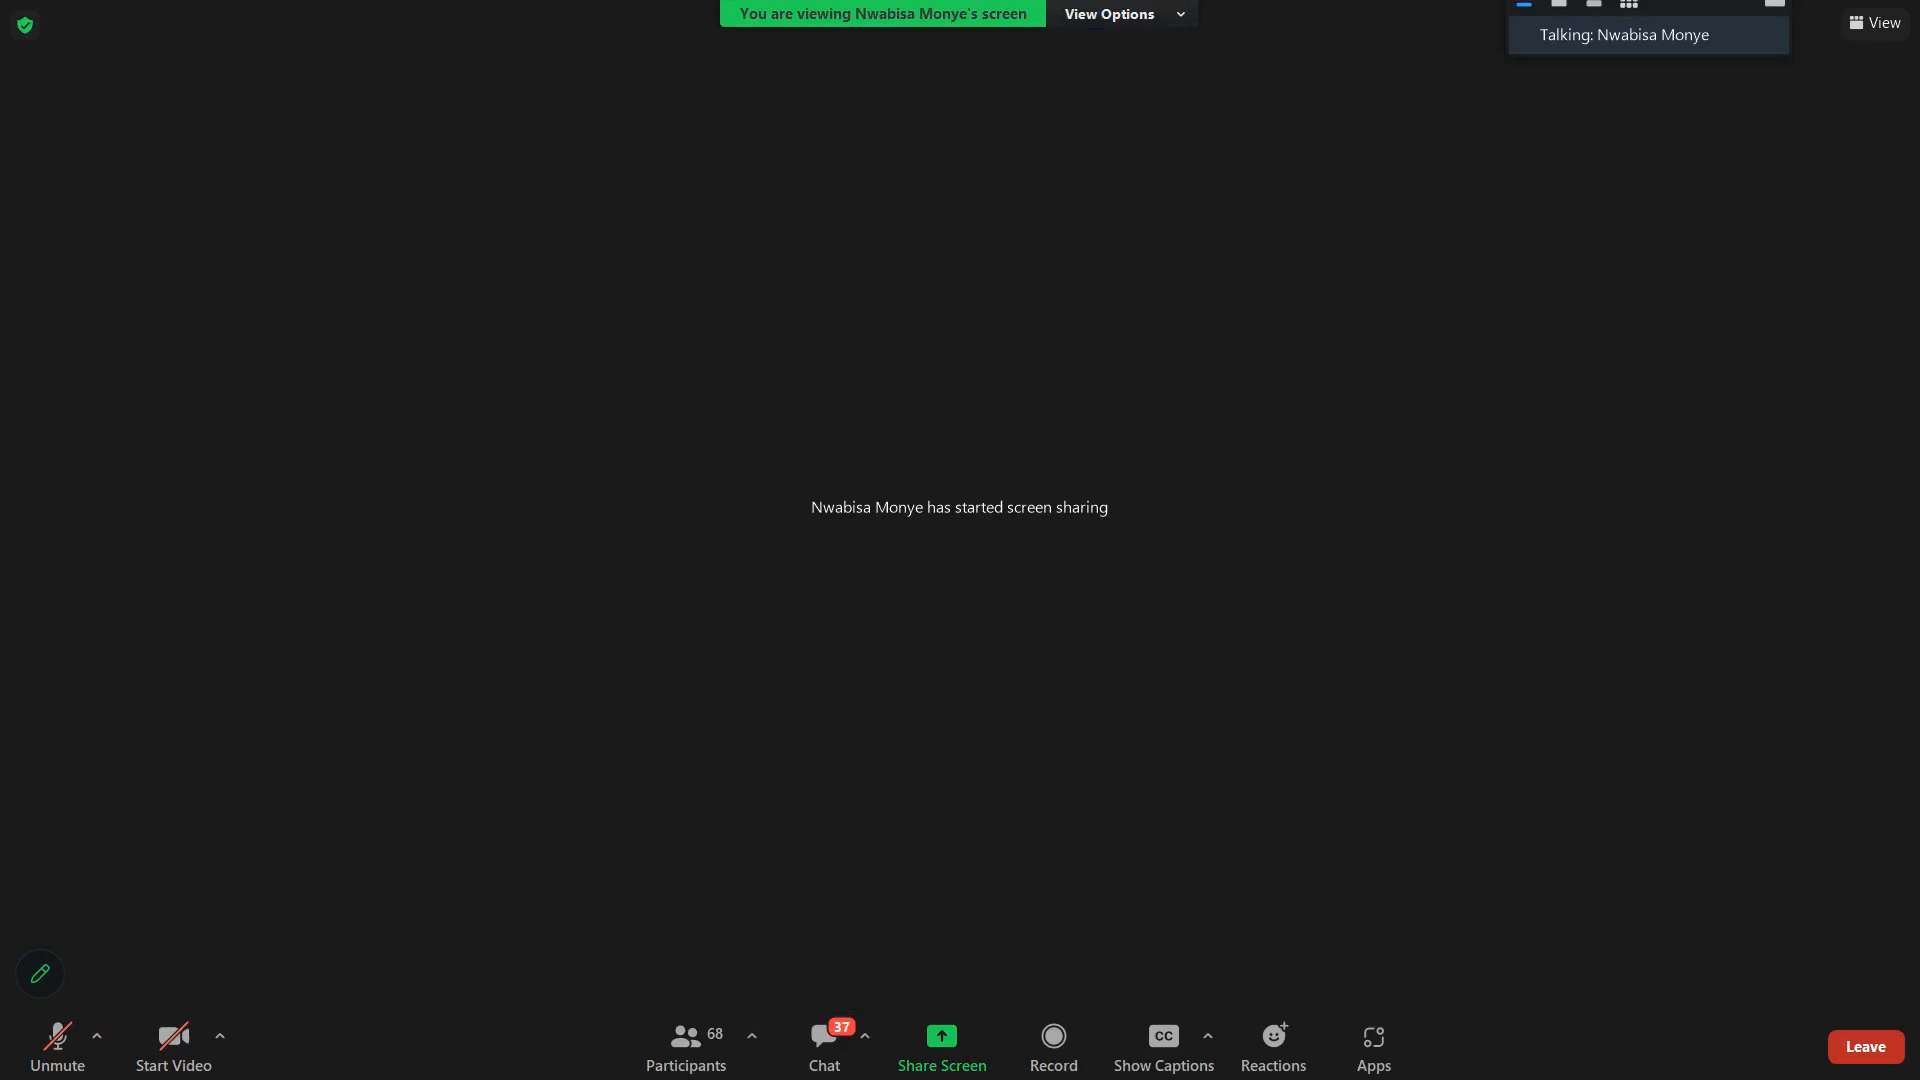 You are viewing Nwabisa Monye's screen
View Options
Talking: Nwabisa Monye
View
Nwabisa Monye has started screen sharing
Unmute
Start Video
68
Participants
37
Chat
Share Screen
Record
CC
Show Captions
Reactions
Apps
Leave